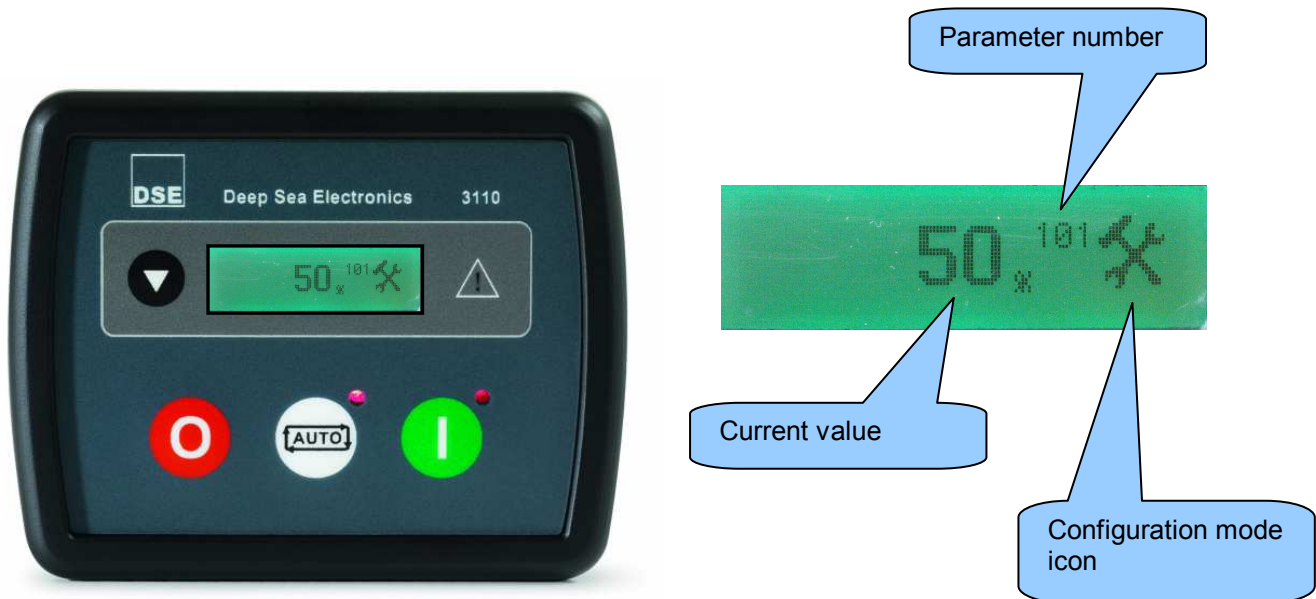 Parameter number
DSE
Deep Sea Electronics 3110
50 % 101
O AUTO I
50 % 101
Current value
Configuration mode
icon